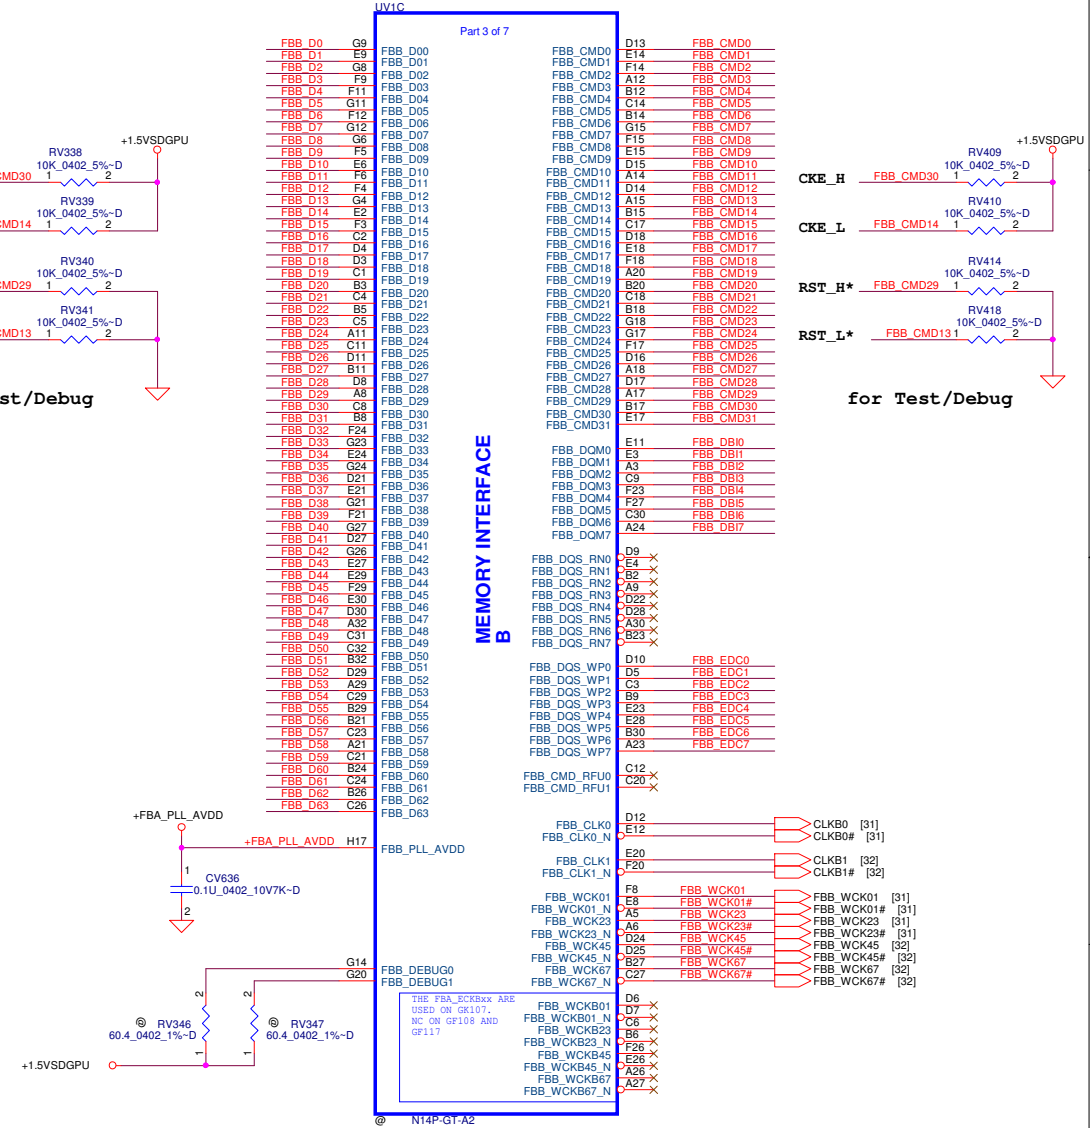 UV1C
Part 3 of 7
FBB_D0 G9 FBB_D00 FBB_CMD0 D13 FBB_CMD0
FBB_D1 E9 FBB_D01 FBB_CMD1 E14 FBB_CMD1
FBB_D2 G8 FBB_D02 FBB_CMD2 F14 FBB_CMD2
FBB_D3 F9 FBB_D03 FBB_CMD3 A12 FBB_CMD3
FBB_D4 F11 FBB_D04 FBB_CMD4 B12 FBB_CMD4
FBB_D5 G11 FBB_D05 FBB_CMD5 C14 FBB_CMD5
FBB_D6 F12 FBB_D06 FBB_CMD6 B14 FBB_CMD6
FBB_D7 G12 FBB_D07 FBB_CMD7 G15 FBB_CMD7
FBB_D8 G6 FBB_D08 FBB_CMD8 F15 FBB_CMD8
FBB_D9 F5 FBB_D09 FBB_CMD9 E15 FBB_CMD9
FBB_D10 E6 FBB_D10 FBB_CMD10 D15 FBB_CMD10
FBB_D11 F6 FBB_D11 FBB_CMD11 A14 FBB_CMD11
FBB_D12 F4 FBB_D12 FBB_CMD12 D14 FBB_CMD12
FBB_D13 G4 FBB_D13 FBB_CMD13 A15 FBB_CMD13
FBB_D14 E2 FBB_D14 FBB_CMD14 B15 FBB_CMD14
FBB_D15 F3 FBB_D15 FBB_CMD15 C17 FBB_CMD15
FBB_D16 C2 FBB_D16 FBB_CMD16 D18 FBB_CMD16
FBB_D17 D4 FBB_D17 FBB_CMD17 E18 FBB_CMD17
FBB_D18 D3 FBB_D18 FBB_CMD18 F18 FBB_CMD18
FBB_D19 C1 FBB_D19 FBB_CMD19 A20 FBB_CMD19
FBB_D20 B3 FBB_D20 FBB_CMD20 B20 FBB_CMD20
FBB_D21 C4 FBB_D21 FBB_CMD21 C18 FBB_CMD21
FBB_D22 B5 FBB_D22 FBB_CMD22 B18 FBB_CMD22
FBB_D23 C5 FBB_D23 FBB_CMD23 G18 FBB_CMD23
FBB_D24 A11 FBB_D24 FBB_CMD24 G17 FBB_CMD24
FBB_D25 C11 FBB_D25 FBB_CMD25 F17 FBB_CMD25
FBB_D26 D11 FBB_D26 FBB_CMD26 D16 FBB_CMD26
FBB_D27 B11 FBB_D27 FBB_CMD27 A18 FBB_CMD27
FBB_D28 D8 FBB_D28 FBB_CMD28 D17 FBB_CMD28
FBB_D29 A8 FBB_D29 FBB_CMD29 A17 FBB_CMD29
FBB_D30 C8 FBB_D30 FBB_CMD30 B17 FBB_CMD30
FBB_D31 B8 FBB_D31 FBB_CMD31 E17 FBB_CMD31
FBB_D32 F24 FBB_D32
FBB_D33 G23 FBB_D33 FBB_DQM0 E11 FBB_DBI0
FBB_D34 E24 FBB_D34 FBB_DQM1 E3 FBB_DBI1
FBB_D35 G24 FBB_D35 FBB_DQM2 A3 FBB_DBI2
FBB_D36 D21 FBB_D36 FBB_DQM3 C9 FBB_DBI3
FBB_D37 E21 FBB_D37 FBB_DQM4 F23 FBB_DBI4
FBB_D38 G21 FBB_D38 FBB_DQM5 F27 FBB_DBI5
FBB_D39 F21 FBB_D39 FBB_DQM6 C30 FBB_DBI6
FBB_D40 G27 FBB_D40 FBB_DQM7 A24 FBB_DBI7
FBB_D41 D27 FBB_D41
FBB_D42 G26 FBB_D42 FBB_DQS_RN0 D9
FBB_D43 E27 FBB_D43 FBB_DQS_RN1 E4
FBB_D44 E29 FBB_D44 FBB_DQS_RN2 B2
FBB_D45 F29 FBB_D45 FBB_DQS_RN3 A9
FBB_D46 E30 FBB_D46 FBB_DQS_RN4 D22
FBB_D47 D30 FBB_D47 FBB_DQS_RN5 D28
FBB_D48 A32 FBB_D48 FBB_DQS_RN6 A30
FBB_D49 C31 FBB_D49 FBB_DQS_RN7 B23
FBB_D50 C32 FBB_D50
FBB_D51 B32 FBB_D51 FBB_DQS_WP0 D10 FBB_EDC0
FBB_D52 D29 FBB_D52 FBB_DQS_WP1 D5 FBB_EDC1
FBB_D53 A29 FBB_D53 FBB_DQS_WP2 C3 FBB_EDC2
FBB_D54 C29 FBB_D54 FBB_DQS_WP3 B9 FBB_EDC3
FBB_D55 B29 FBB_D55 FBB_DQS_WP4 E23 FBB_EDC4
FBB_D56 B21 FBB_D56 FBB_DQS_WP5 E28 FBB_EDC5
FBB_D57 C23 FBB_D57 FBB_DQS_WP6 B30 FBB_EDC6
FBB_D58 A21 FBB_D58 FBB_DQS_WP7 A23 FBB_EDC7
FBB_D59 C21 FBB_D59
FBB_D60 B24 FBB_D60 FBB_CMD_RFU0 C12
FBB_D61 C24 FBB_D61 FBB_CMD_RFU1 C20
FBB_D62 B26 FBB_D62
FBB_D63 C26 FBB_D63
MEMORY INTERFACE
B
+1.5VSDGPU
RV338
10K_0402_5%~D
CMD30 1 2
RV339
10K_0402_5%~D
CMD14 1 2
RV340
10K_0402_5%~D
CMD29 1 2
RV341
10K_0402_5%~D
CMD13 1 2
st/Debug
+1.5VSDGPU
RV409
10K_0402_5%~D
CKE_H FBB_CMD30 1 2
RV410
10K_0402_5%~D
CKE_L FBB_CMD14 1 2
RV414
10K_0402_5%~D
RST_H* FBB_CMD29 1 2
RV418
10K_0402_5%~D
RST_L* FBB_CMD13 1 2
for Test/Debug
+FBA_PLL_AVDD
+FBA_PLL_AVDD H17 FBB_PLL_AVDD
1
CV636
0.1U_0402_10V7K~D
2
FBB_CLK0 D12 CLKB0 [31]
FBB_CLK0_N E12 CLKB0# [31]
FBB_CLK1 E20 CLKB1 [32]
FBB_CLK1_N F20 CLKB1# [32]
FBB_WCK01 F8 FBB_WCK01 FBB_WCK01 [31]
FBB_WCK01_N E8 FBB_WCK01# FBB_WCK01# [31]
FBB_WCK23 A5 FBB_WCK23 FBB_WCK23 [31]
FBB_WCK23_N A6 FBB_WCK23# FBB_WCK23# [31]
FBB_WCK45 D24 FBB_WCK45 FBB_WCK45 [32]
FBB_WCK45_N D25 FBB_WCK45# FBB_WCK45# [32]
FBB_WCK67 B27 FBB_WCK67 FBB_WCK67 [32]
FBB_WCK67_N C27 FBB_WCK67# FBB_WCK67# [32]
G14 FBB_DEBUG0
G20 FBB_DEBUG1
THE FBA_ECKBxx ARE
USED ON GK107.
NC ON GF108 AND
GF117
FBB_WCKB01 D6
FBB_WCKB01_N D7
FBB_WCKB23 C6
FBB_WCKB23_N B6
FBB_WCKB45 F26
FBB_WCKB45_N E26
FBB_WCKB67 A26
FBB_WCKB67_N A27
2 2
@ RV346 @ RV347
60.4_0402_1%~D 60.4_0402_1%~D
1 1
+1.5VSDGPU
@ N14P-GT-A2